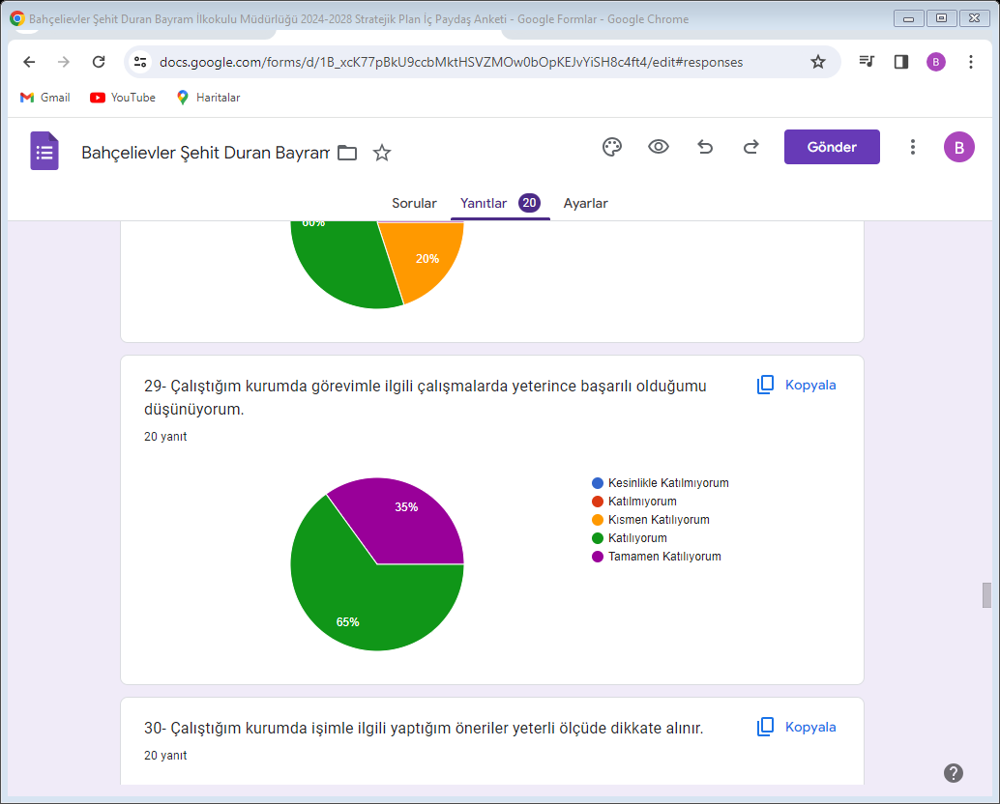 Bahçelievler Şehit Duran Bayram İlkokulu Müdürlüğü 2024-2028 Stratejik Plan İç Paydaş Anketi - Google Formlar - Google Chrome
docs.google.com/forms/d/1B_xcK77pBkU9ccbMktHSVZMOw0bOpKEJvYiSH8c4ft4/edit#responses
B
Gmail
YouTube
Haritalar
Bahçelievler Şehit Duran Bayram
Gönder
B
Sorular
Yanıtlar 20
Ayarlar
60%
20%
29- Çalıştığım kurumda görevimle ilgili çalışmalarda yeterince başarılı olduğumu
düşünüyorum.
Kopyala
20 yanıt
35%
65%
Kesinlikle Katılmıyorum
Katılmıyorum
Kısmen Katılıyorum
Katılıyorum
Tamamen Katılıyorum
30- Çalıştığım kurumda işimle ilgili yaptığım öneriler yeterli ölçüde dikkate alınır.
Kopyala
20 yanıt